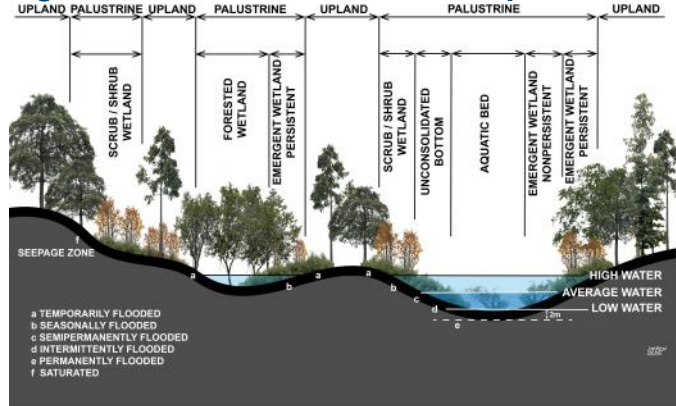 UPLAND PALUSTRINE UPLAND PALUSTRINE UPLAND PALUSTRINE UPLAND
SCRUB / SHRUB
WETLAND
FORESTED
WETLAND
EMERGENT WETLAND
PERSISTENT
SCRUB / SHRUB
WETLAND
UNCONSOLIDATED
BOTTOM
AQUATIC BED
EMERGENT WETLAND
NONPERSISTENT
EMERGENT WETLAND
PERSISTENT
f
SEEPAGE ZONE
a
b
a
a
b
c
d
e
HIGH WATER
AVERAGE WATER
LOW WATER
2m
a TEMPORARILY FLOODED
b SEASONALLY FLOODED
c SEMIPERMANENTLY FLOODED
d INTERMITTENTLY FLOODED
e PERMANENTLY FLOODED
f SATURATED